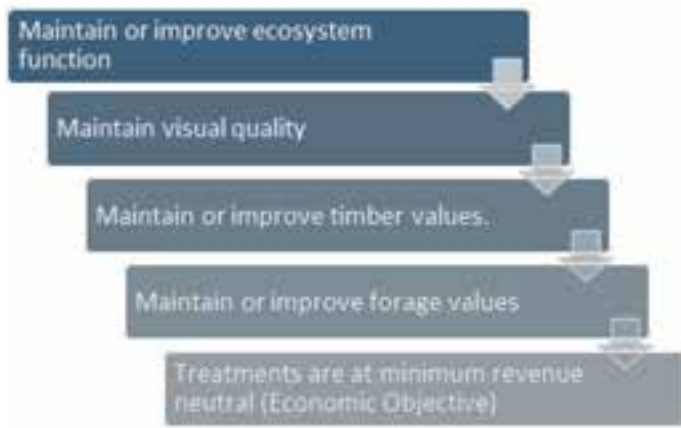 Maintain or improve ecosystem
function
Maintain visual quality
Maintain or improve timber values.
Maintain or improve forage values
Treatments are at minimum revenue
neutral (Economic Objective)